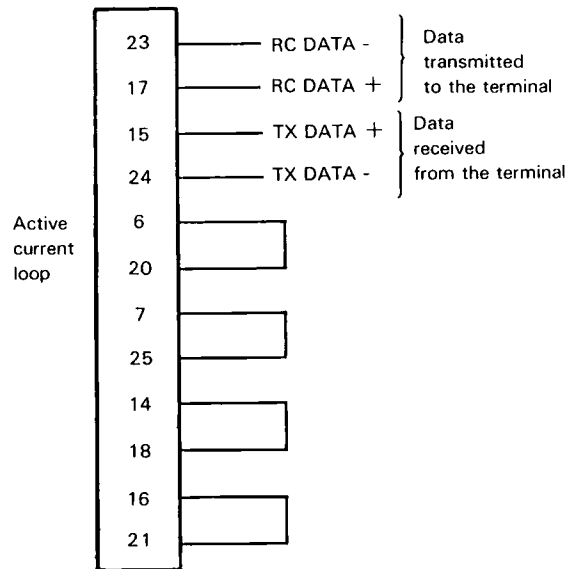 23 RC DATA - Data
transmitted
17 RC DATA + to the terminal
15 TX DATA + Data
received
24 TX DATA - from the terminal
Active
current
loop
6
20
7
25
14
18
16
21